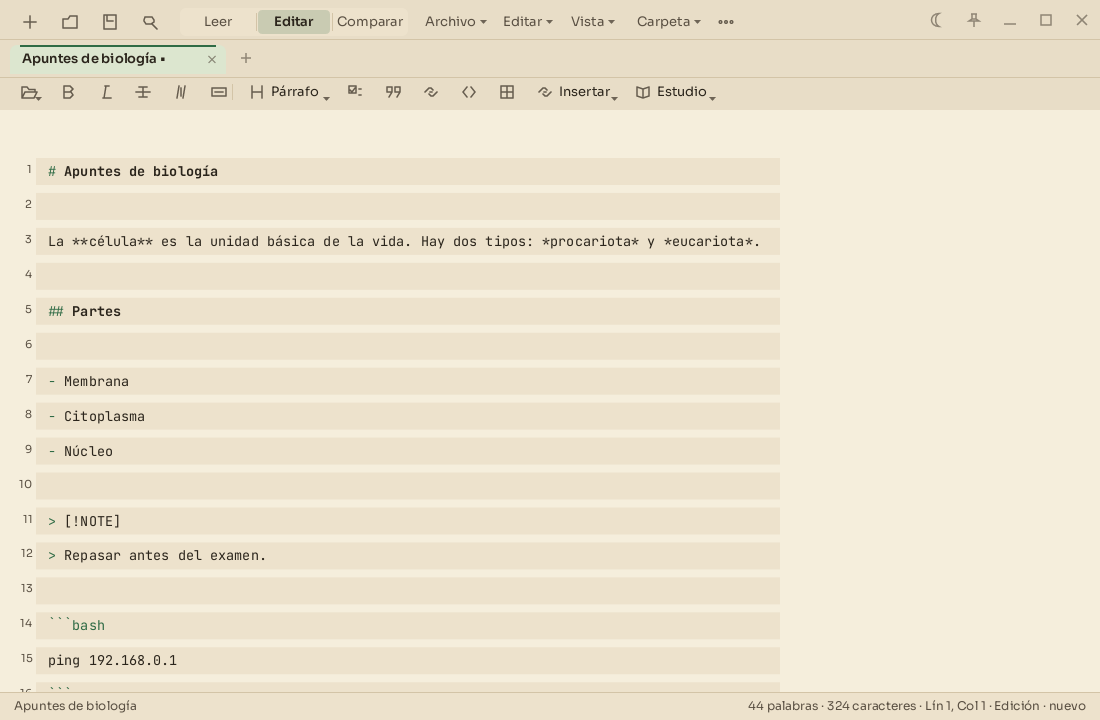 Leer Editar Comparar Archivo Editar Vista Carpeta
Apuntes de biología
Párrafo Insertar Estudio
1 # Apuntes de biología
2
3 La **célula** es la unidad básica de la vida. Hay dos tipos: *procariota* y *eucariota*.
4
5 ## Partes
6
7 - Membrana
8 - Citoplasma
9 - Núcleo
10
11 > [!NOTE]
12 > Repasar antes del examen.
13
14 ```bash
15 ping 192.168.0.1
16 ```
Apuntes de biología 44 palabras · 324 caracteres · Lín 1, Col 1 · Edición · nuevo